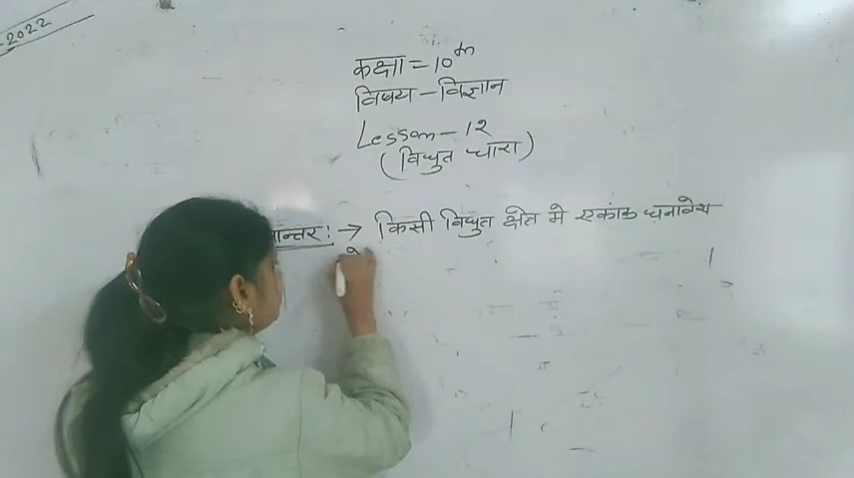 -2022
कक्षा = 10th
विषय - विज्ञान
Lesson - 12
(विधुत धारा)
ान्तर : → किसी विधुत क्षेत मे एकांक धनावेश